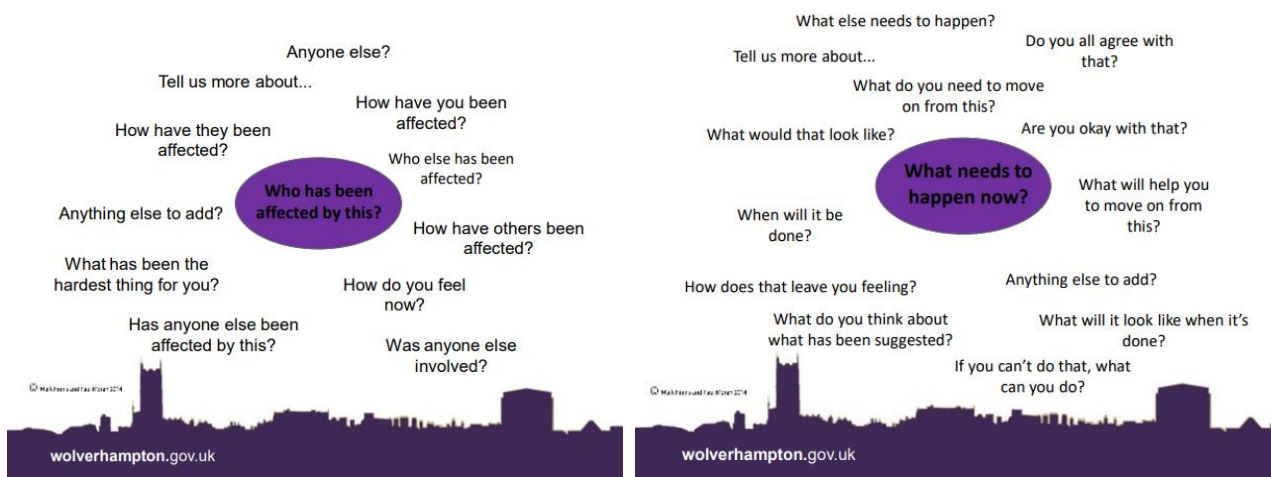 Anyone else?
Tell us more about...
How have you been
affected?
How have they been
affected?
Who else has been
affected?
Who has been
affected by this?
Anything else to add?
How have others been
affected?
What has been the
hardest thing for you?
How do you feel
now?
Has anyone else been
affected by this?
Was anyone else
involved?
2014
wolverhampton.gov.uk
What else needs to happen?
Do you all agree with
that?
Tell us more about...
What do you need to move
on from this?
What would that look like?
Are you okay with that?
What needs to
happen now?
What will help you
to move on from
this?
When will it be
done?
Anything else to add?
How does that leave you feeling?
What do you think about
what has been suggested?
What will it look like when it's
done?
If you can't do that, what
can you do?
2014
wolverhampton.gov.uk